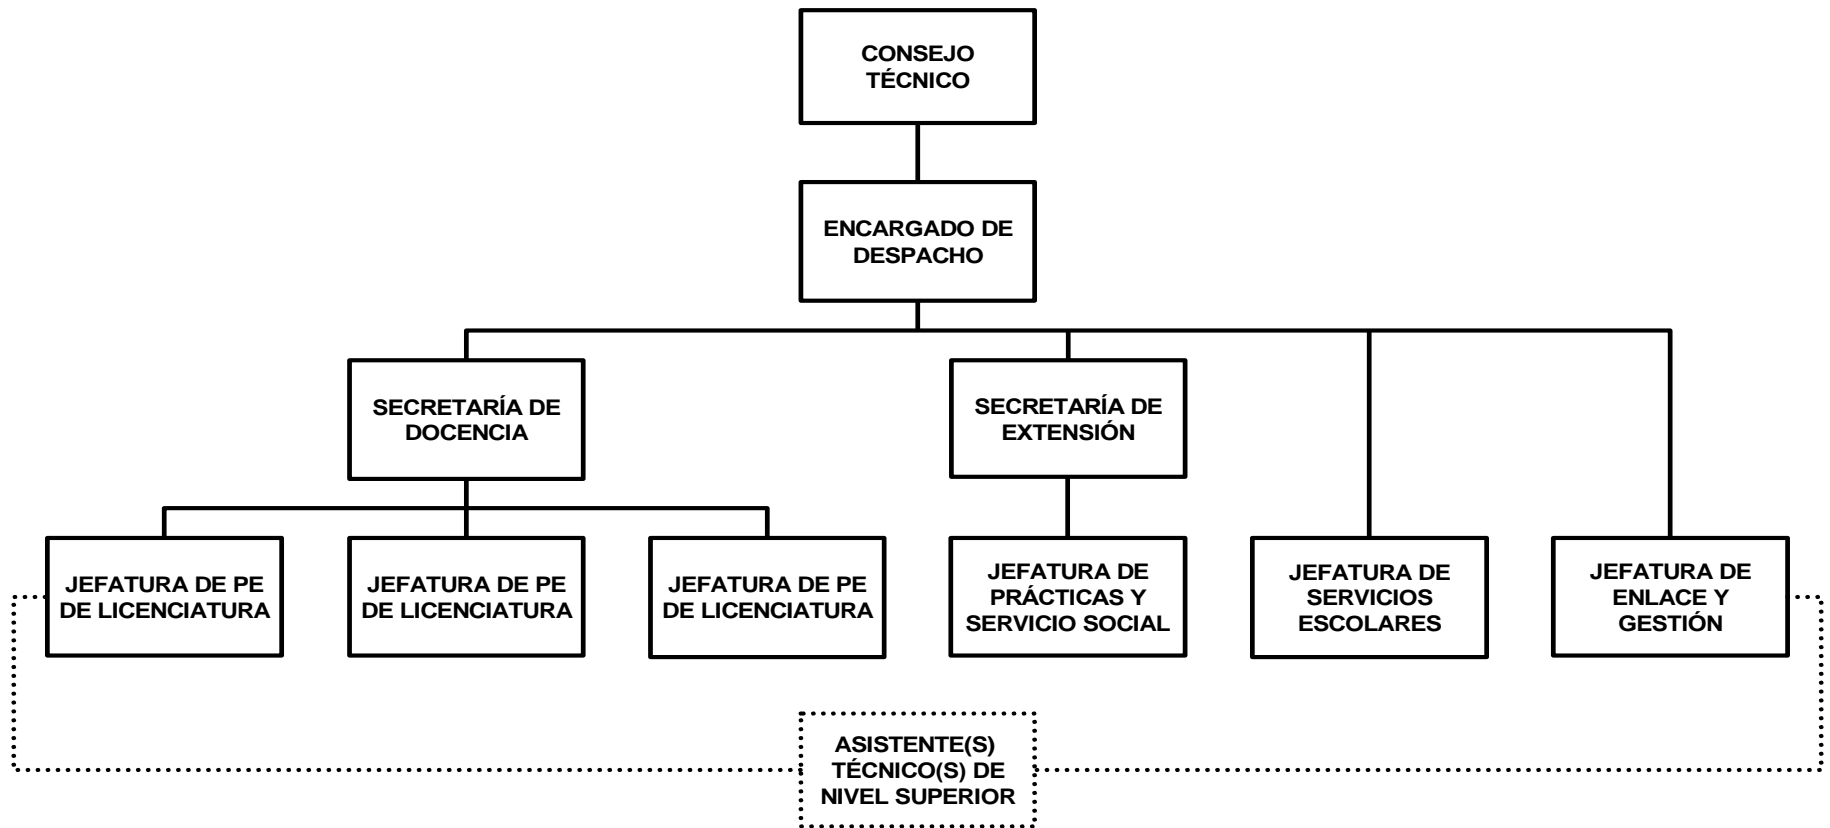 CONSEJO
TÉCNICO
ENCARGADO DE
DESPACHO
SECRETARÍA DE
DOCENCIA
SECRETARÍA DE
EXTENSIÓN
JEFATURA DE PE
DE LICENCIATURA
JEFATURA DE PE
DE LICENCIATURA
JEFATURA DE PE
DE LICENCIATURA
JEFATURA DE
PRÁCTICAS Y
SERVICIO SOCIAL
JEFATURA DE
SERVICIOS
ESCOLARES
JEFATURA DE
ENLACE Y
GESTIÓN
ASISTENTE(S)
TÉCNICO(S) DE
NIVEL SUPERIOR